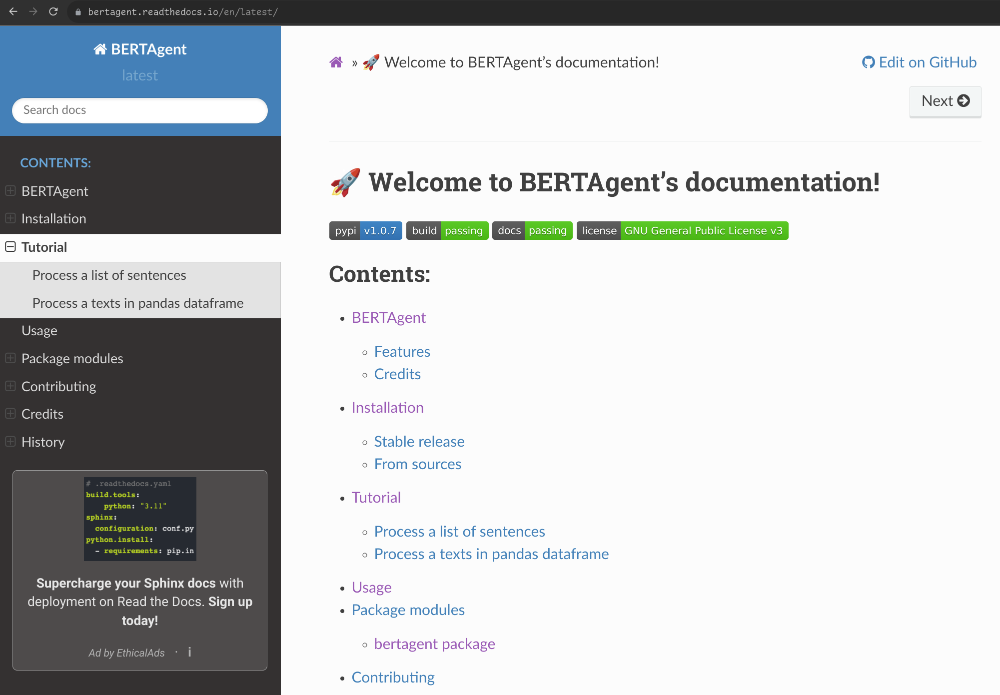 bertagent.readthedocs.io/en/latest/
BERTAgent
latest
Search docs
CONTENTS:
BERTAgent
Installation
Tutorial
Process a list of sentences
Process a texts in pandas dataframe
Usage
Package modules
Contributing
Credits
History
# .readthedocs.yaml
build.tools:
python: "3.11"
sphinx:
configuration: conf.py
python.install:
- requirements: pip.in
Supercharge your Sphinx docs with
deployment on Read the Docs. Sign up
today!
Ad by EthicalAds · i
» 🚀 Welcome to BERTAgent’s documentation!
Edit on GitHub
Next
🚀 Welcome to BERTAgent’s documentation!
pypi v1.0.7 build passing docs passing license GNU General Public License v3
Contents:
• BERTAgent
◦ Features
◦ Credits
• Installation
◦ Stable release
◦ From sources
• Tutorial
◦ Process a list of sentences
◦ Process a texts in pandas dataframe
• Usage
• Package modules
◦ bertagent package
• Contributing